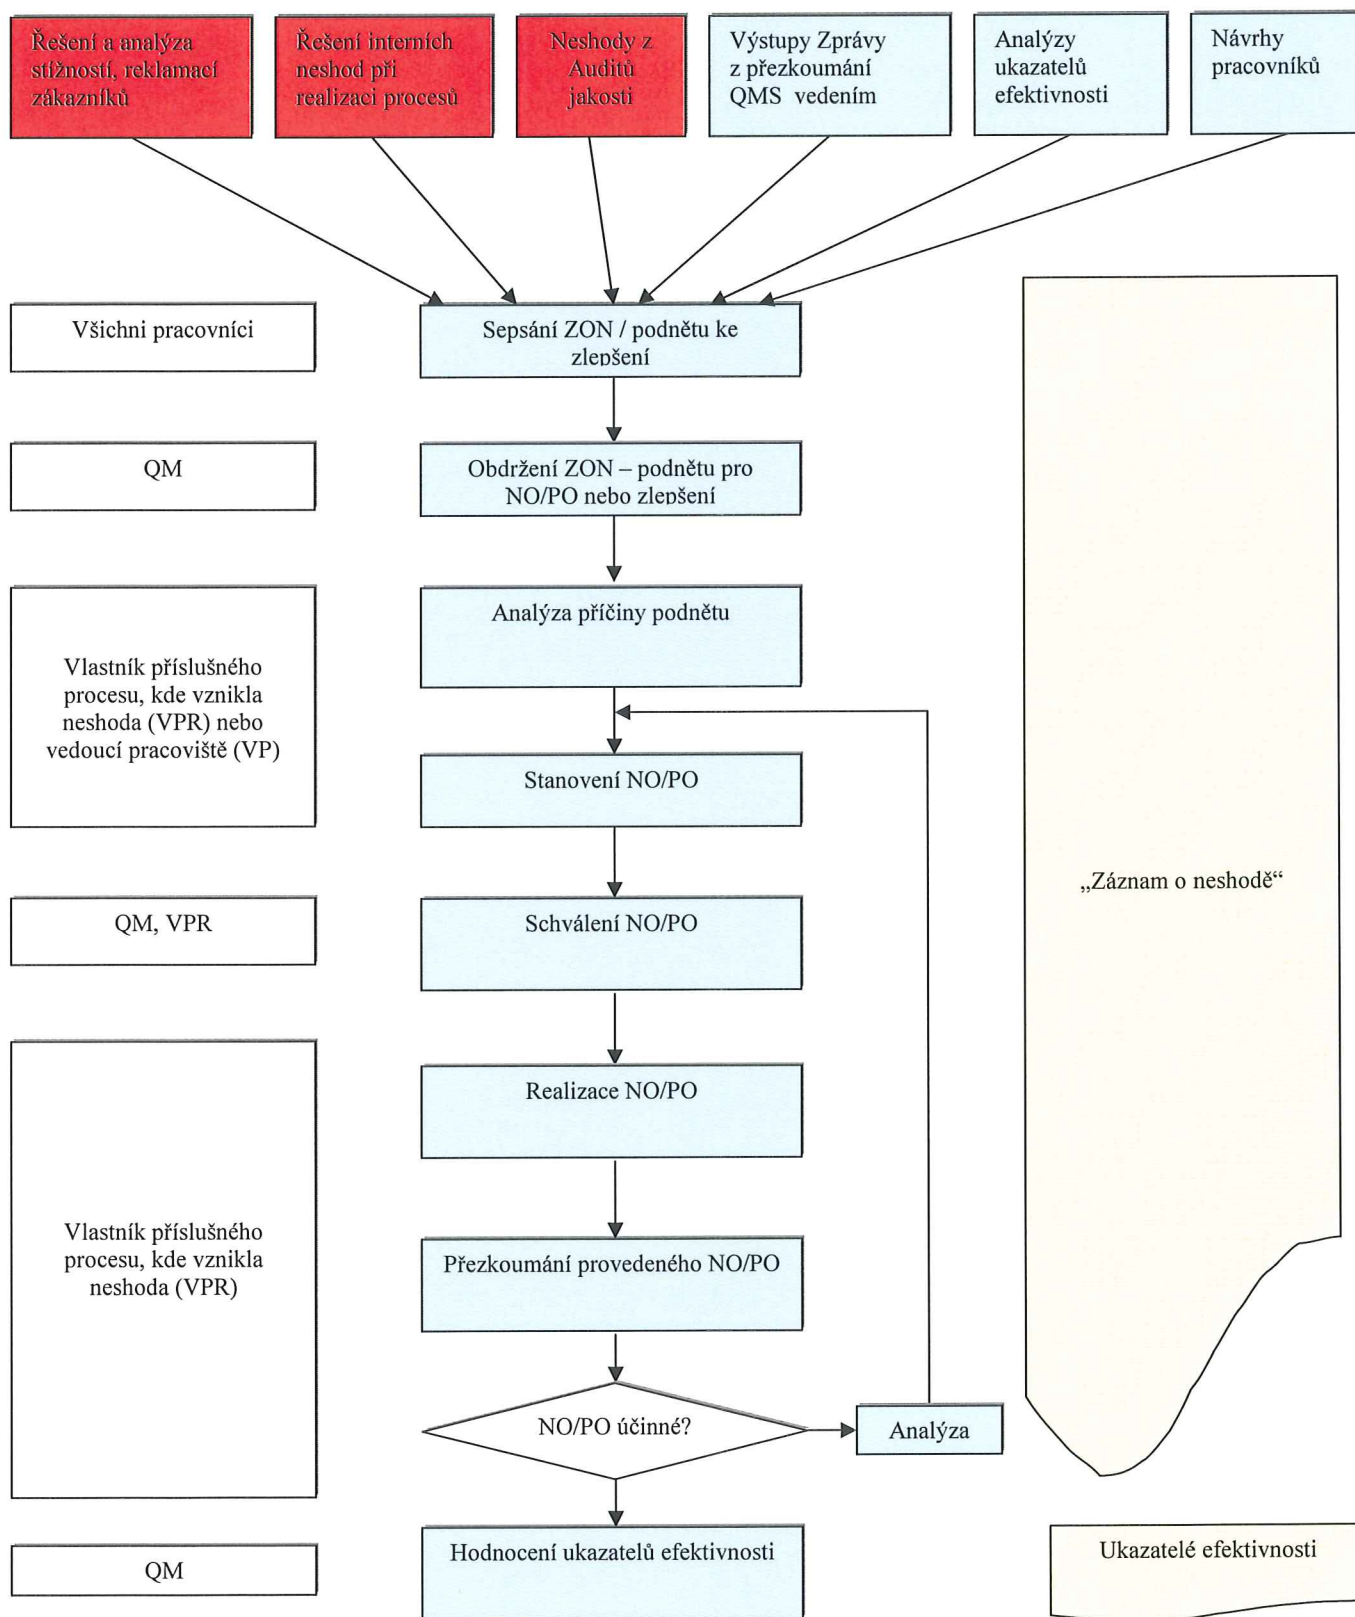 Řešení a analýza
stížností, reklamací
zákazníků
Řešení interních
neshod při
realizaci procesů
Neshody z
Auditů
jakosti
Výstupy Zprávy
z přezkoumání
QMS vedením
Analýzy
ukazatelů
efektivnosti
Návrhy
pracovníků
Všichni pracovníci
Sepsání ZON / podnětu ke
zlepšení
QM
Obdržení ZON – podnětu pro
NO/PO nebo zlepšení
Vlastník příslušného
procesu, kde vznikla
neshoda (VPR) nebo
vedoucí pracoviště (VP)
Analýza příčiny podnětu
Stanovení NO/PO
„Záznam o neshodě“
QM, VPR
Schválení NO/PO
Realizace NO/PO
Vlastník příslušného
procesu, kde vznikla
neshoda (VPR)
Přezkoumání provedeného NO/PO
NO/PO účinné?
Analýza
QM
Hodnocení ukazatelů efektivnosti
Ukazatelé efektivnosti